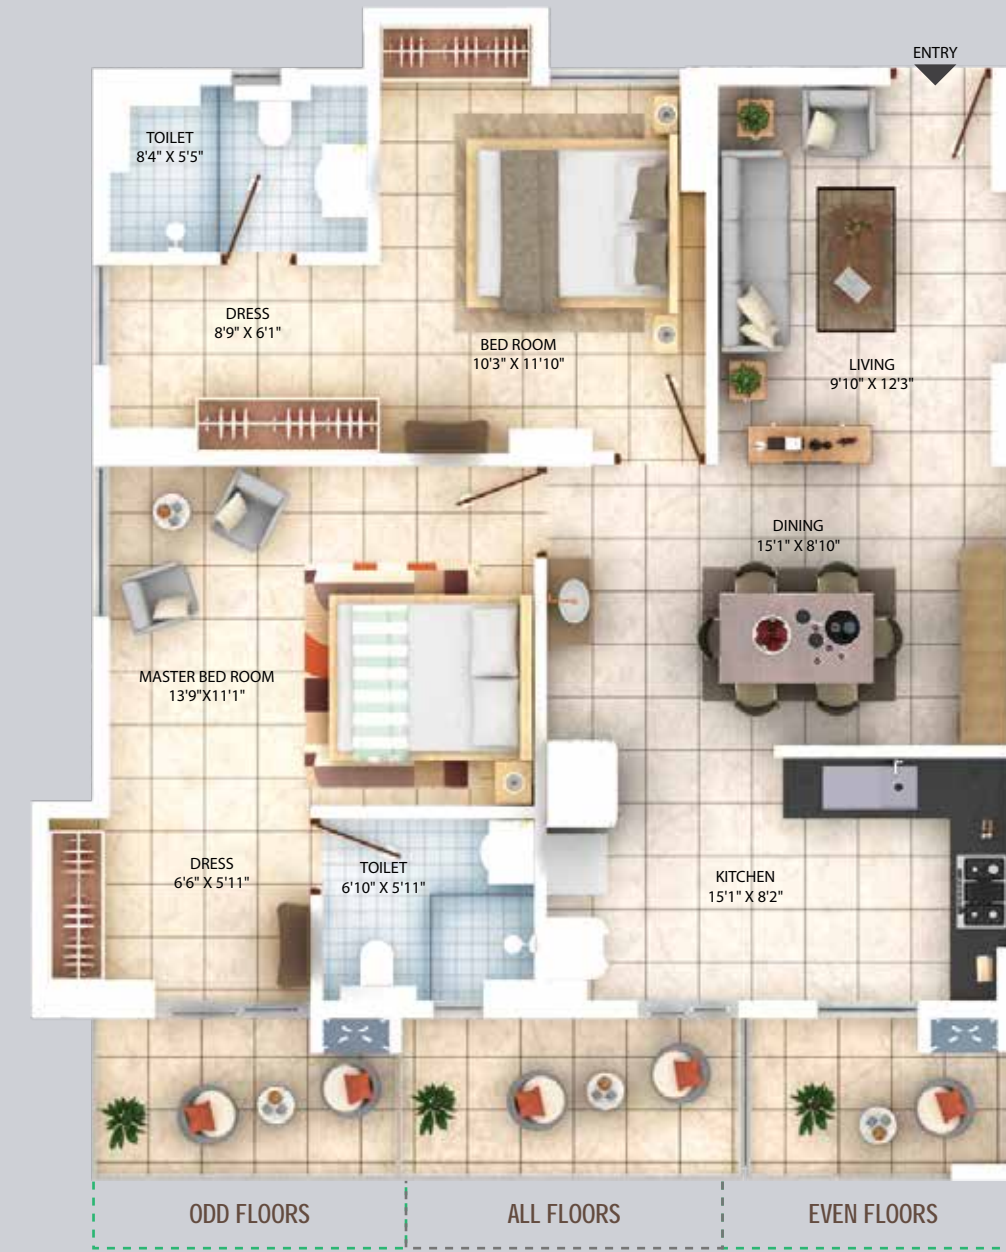 ENTRY
TOILET
8'4" X 5'5"
DRESS
8'9" X 6'1"
BED ROOM
10'3" X 11'10"
LIVING
9'10" X 12'3"
DINING
15'1" X 8'10"
MASTER BED ROOM
13'9"X11'1"
DRESS
6'6" X 5'11"
TOILET
6'10" X 5'11"
KITCHEN
15'1" X 8'2"
ODD FLOORS
ALL FLOORS
EVEN FLOORS